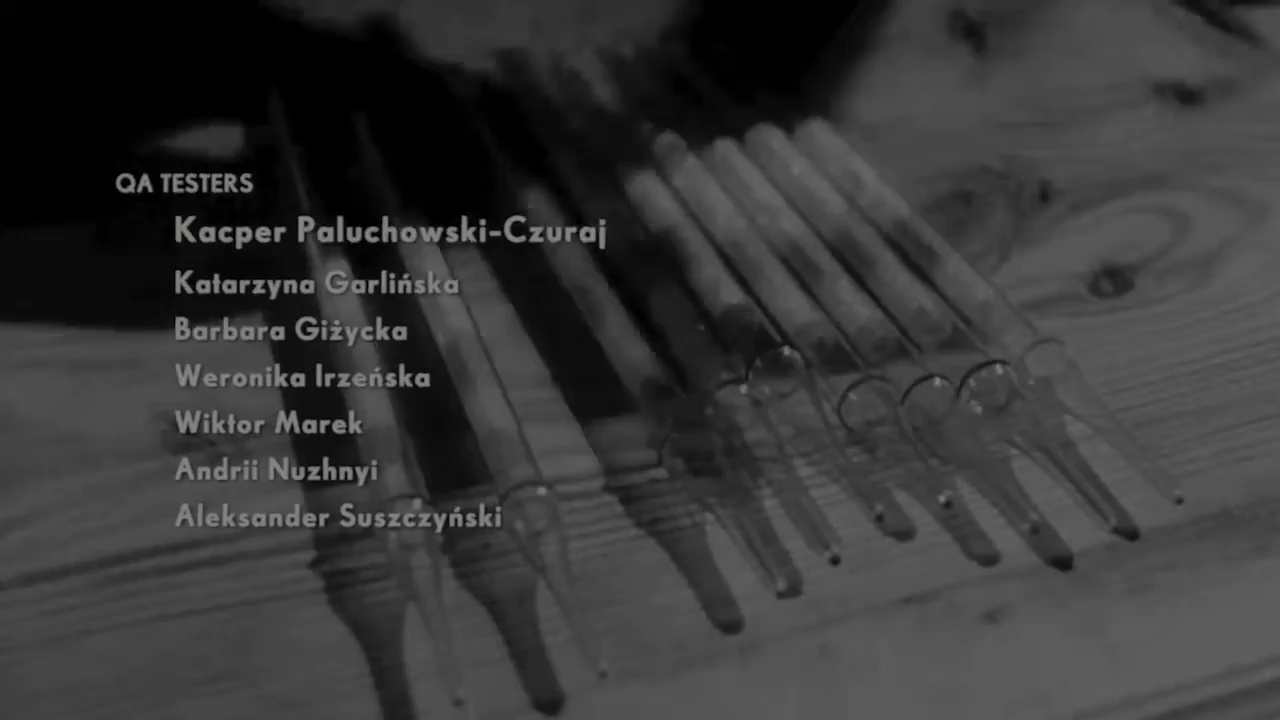 QA TESTERS
Kacper Paluchowski-Czuraj
Katarzyna Garlińska
Barbara Giżycka
Weronika Irzeńska
Wiktor Marek
Andrii Nuzhnyi
Aleksander Suszczyński